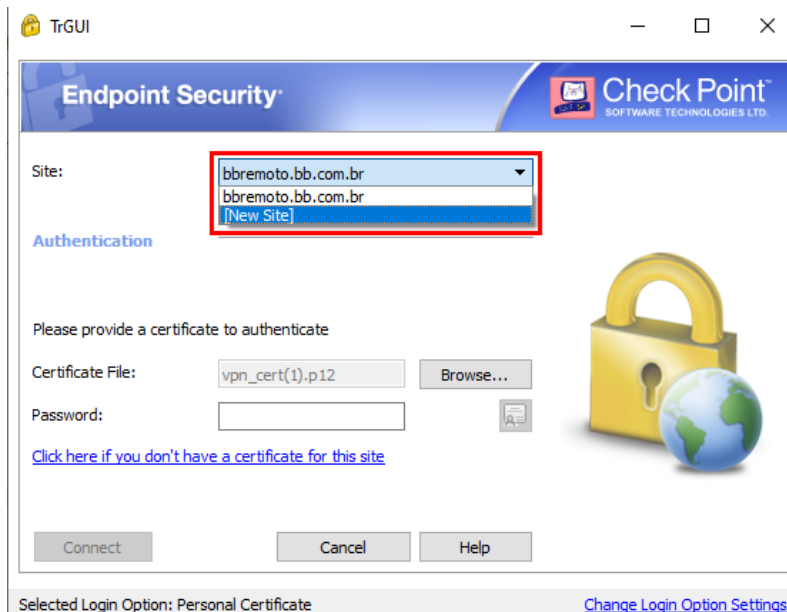 TrGUI
Endpoint Security
Check Point™
SOFTWARE TECHNOLOGIES LTD.
Site:
bbremoto.bb.com.br
bbremoto.bb.com.br
[New Site]
Authentication
Please provide a certificate to authenticate
Certificate File:
vpn_cert(1).p12
Browse...
Password:
Click here if you don't have a certificate for this site
Connect
Cancel
Help
Selected Login Option: Personal Certificate
Change Login Option Settings